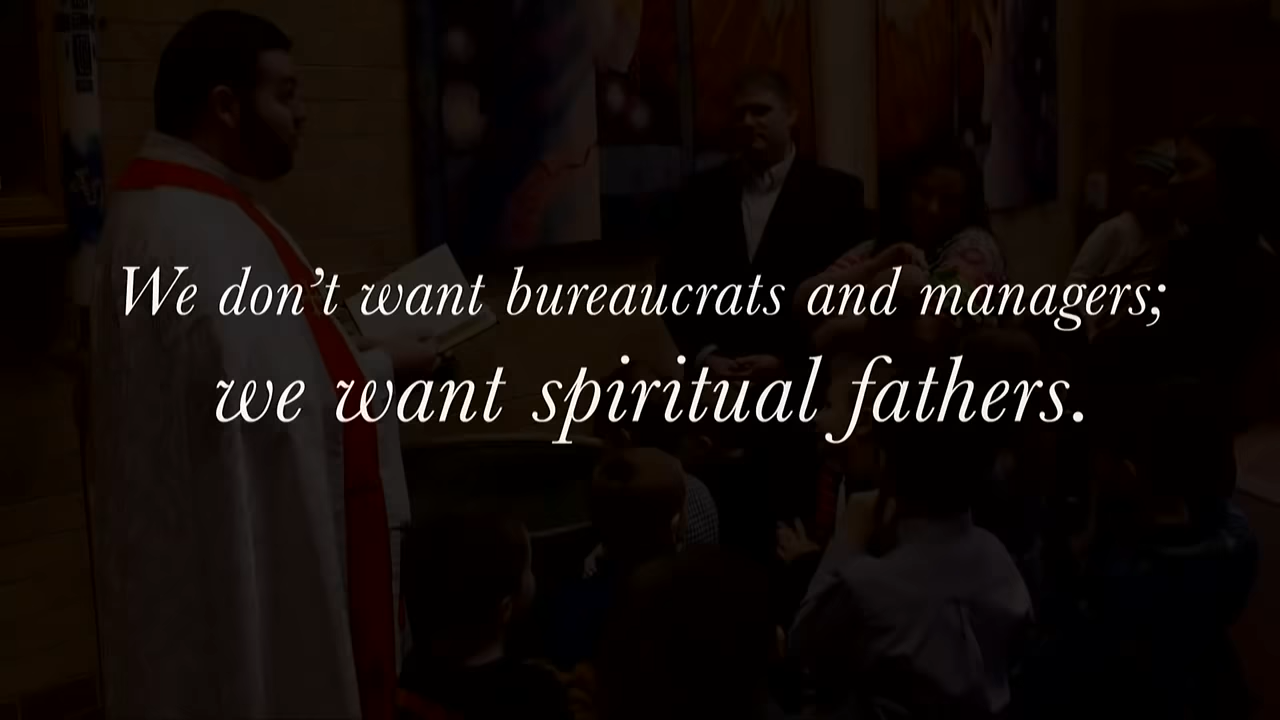 We don’t want bureaucrats and managers;
we want spiritual fathers.